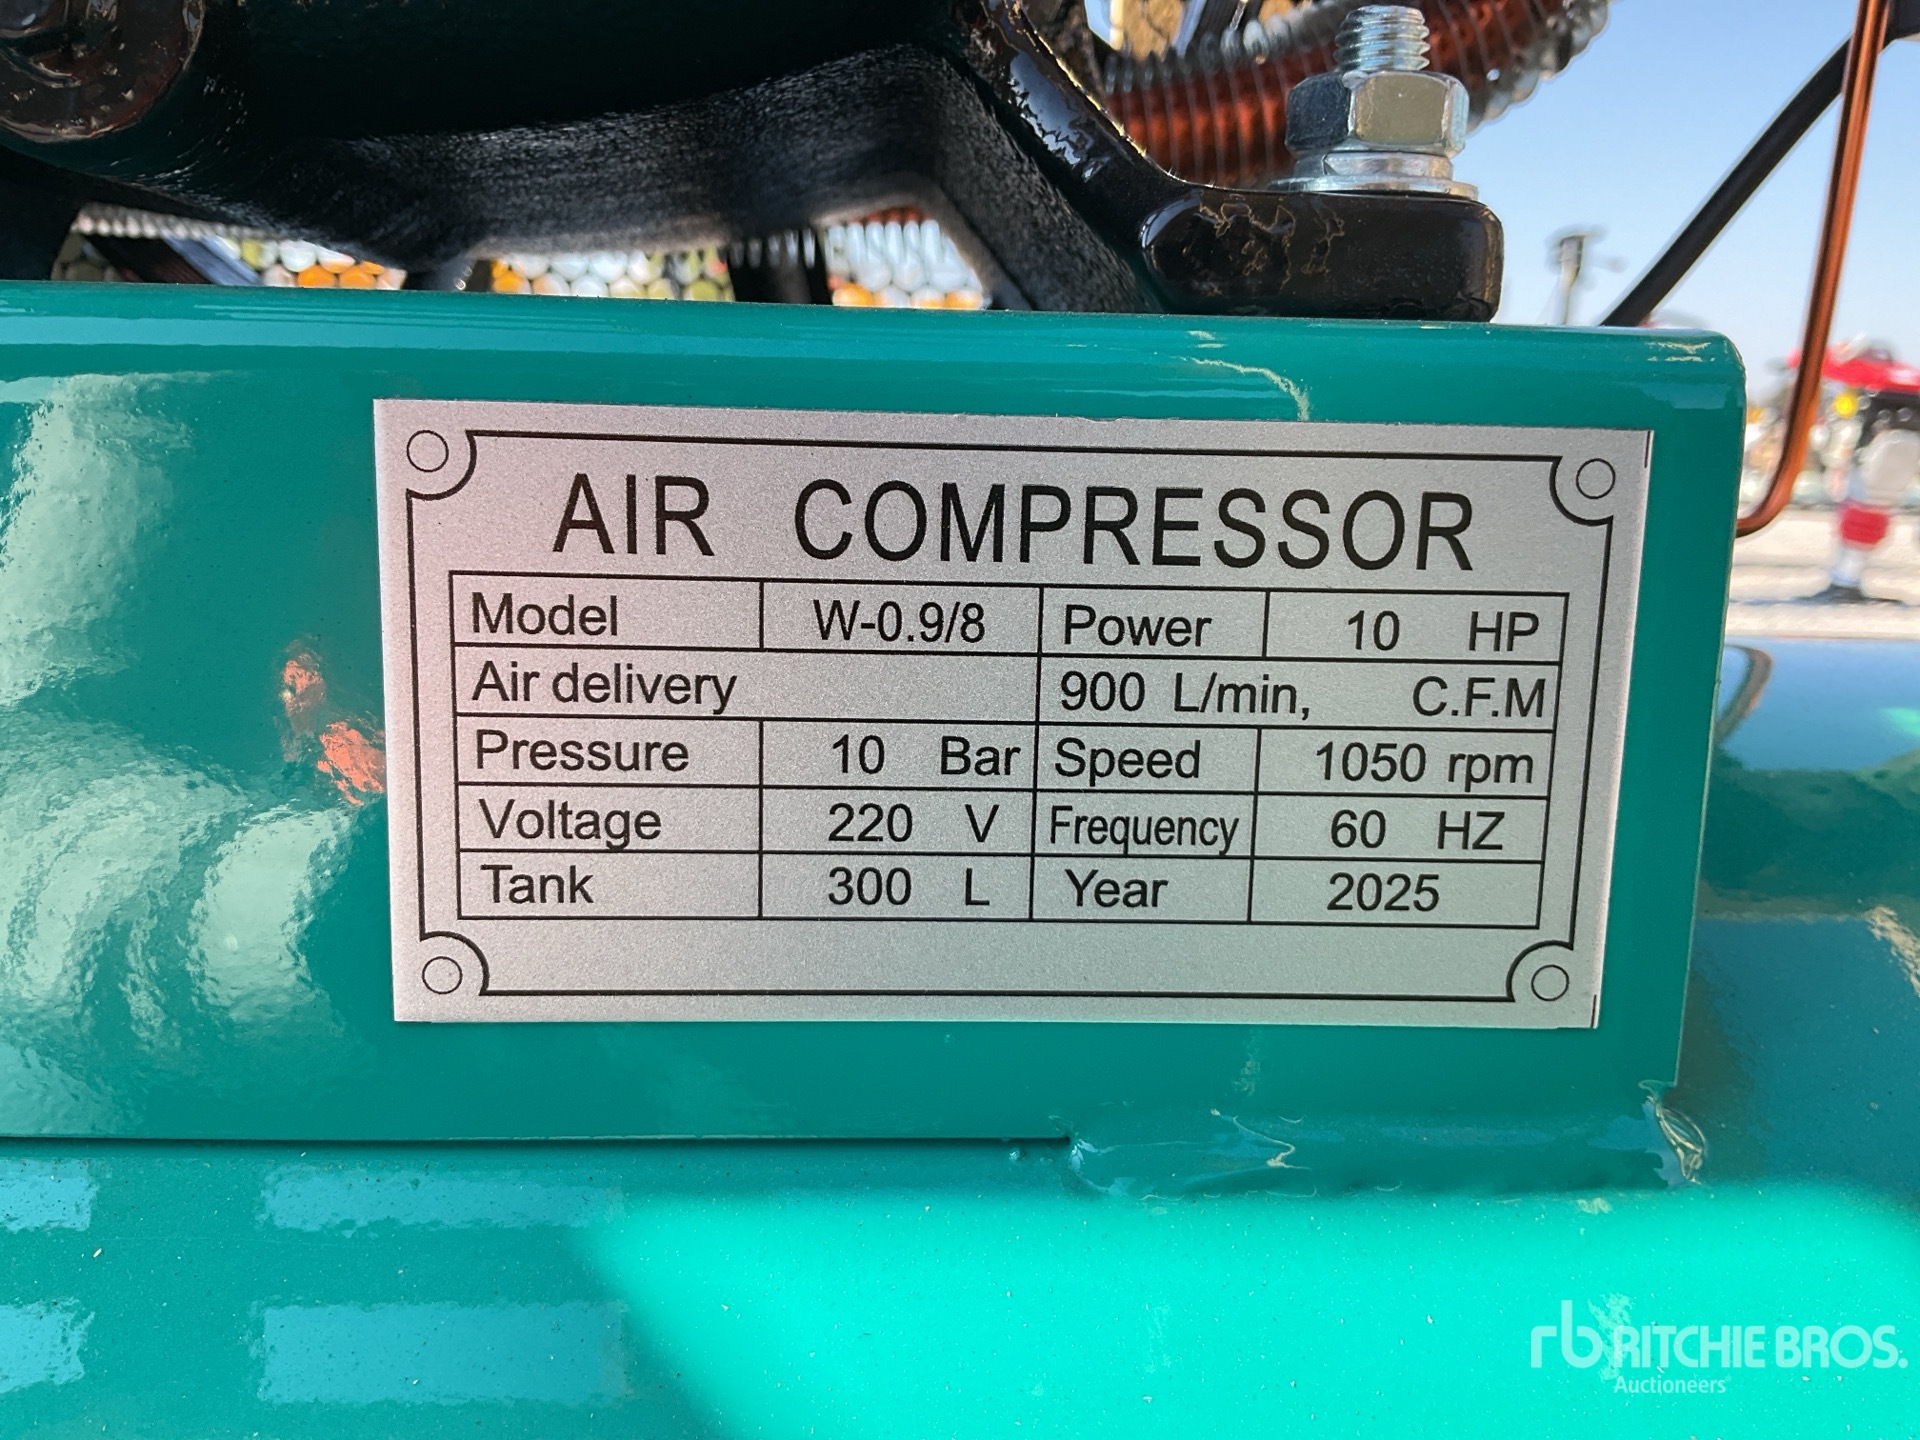 AIR COMPRESSOR
Model W-0.9/8 Power 10 HP
Air delivery 900 L/min, C.F.M
Pressure 10 Bar Speed 1050 rpm
Voltage 220 V Frequency 60 HZ
Tank 300 L Year 2025
rb RITCHIE BROS.
Auctioneers